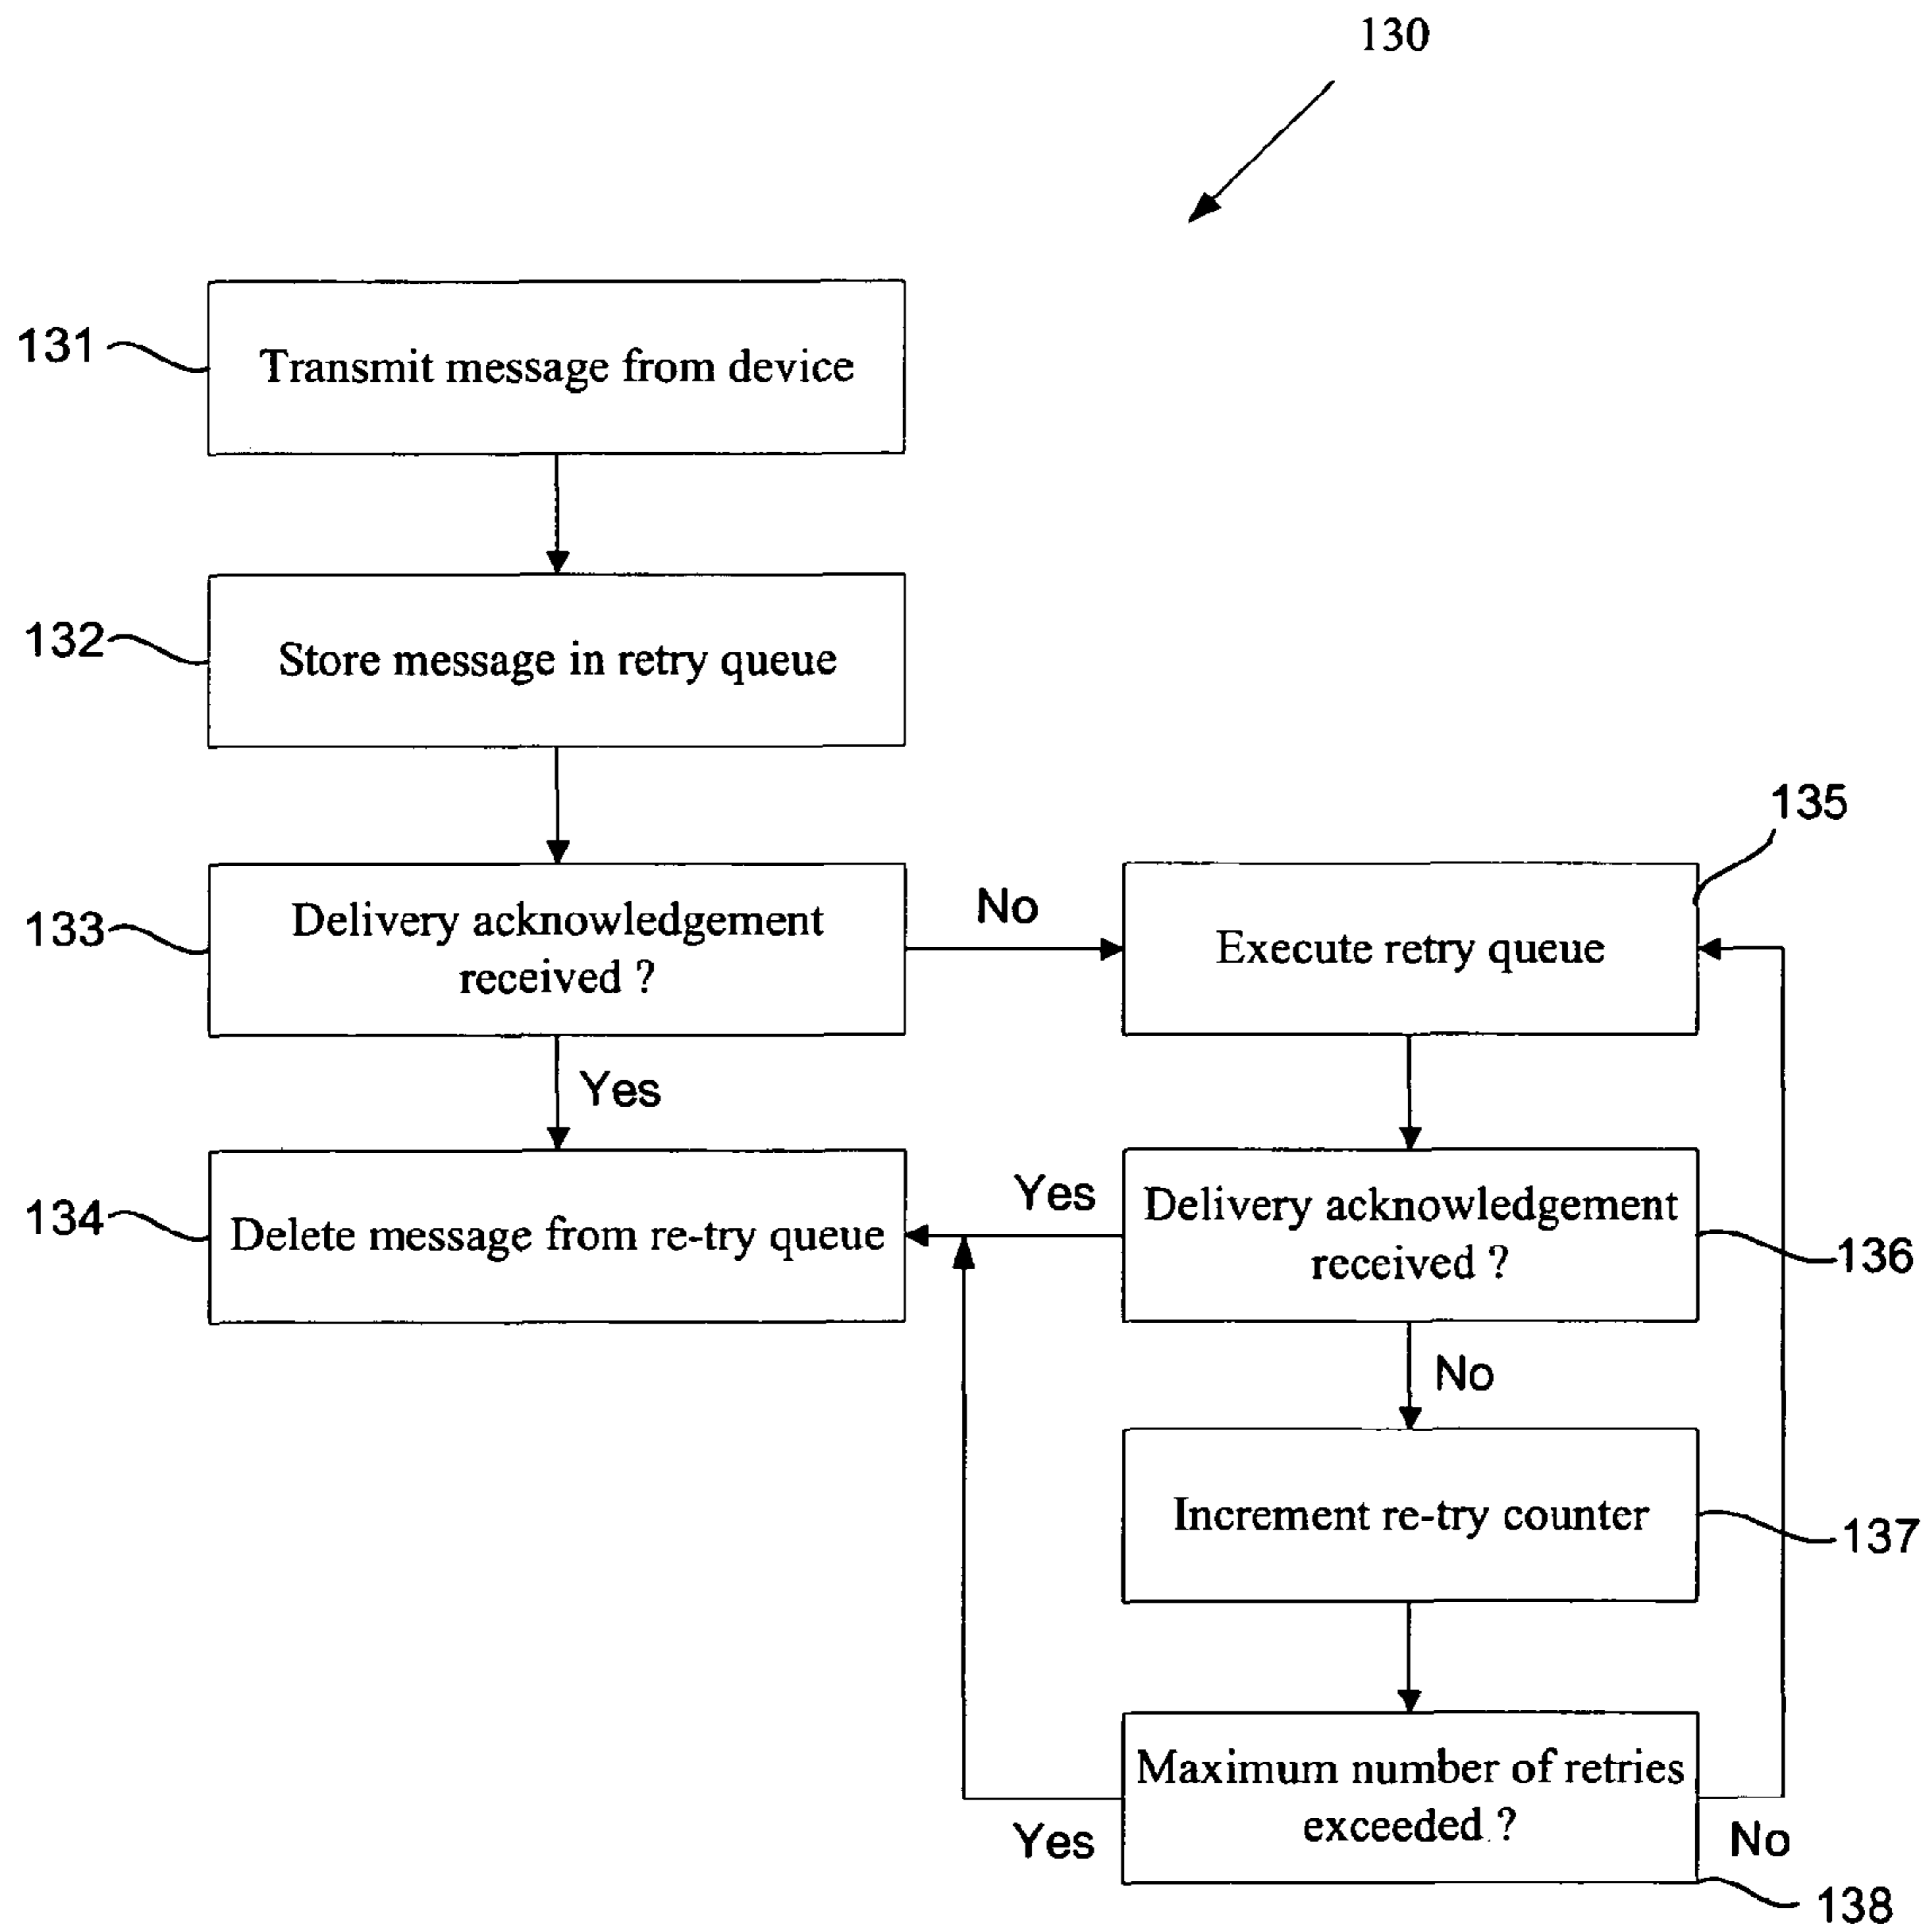 130
131
Transmit message from device
132
Store message in retry queue
133
Delivery acknowledgement
received ?
No
Yes
135
Execute retry queue
134
Delete message from re-try queue
Yes
Delivery acknowledgement
received ?
136
No
Increment re-try counter
137
Maximum number of retries
exceeded ?
Yes
No
138